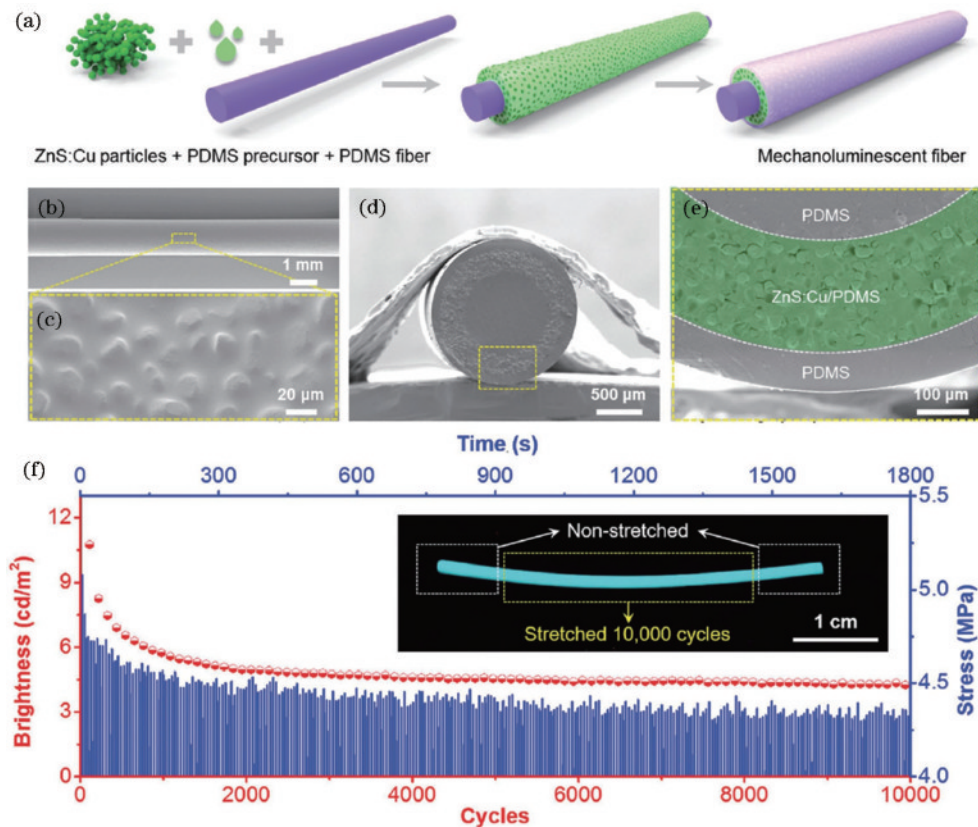 (a)
ZnS:Cu particles + PDMS precursor + PDMS fiber
Mechanoluminescent fiber
(b)
1 mm
(c)
20 μm
(d)
500 μm
(e)
PDMS
ZnS:Cu/PDMS
PDMS
100 μm
(f)
Time (s)
0 300 600 900 1200 1500 1800
12
9
6
3
0
Brightness (cd/m²)
Non-stretched
Stretched 10,000 cycles
1 cm
5.5
5.0
4.5
4.0
Stress (MPa)
0 2000 4000 6000 8000 10000
Cycles